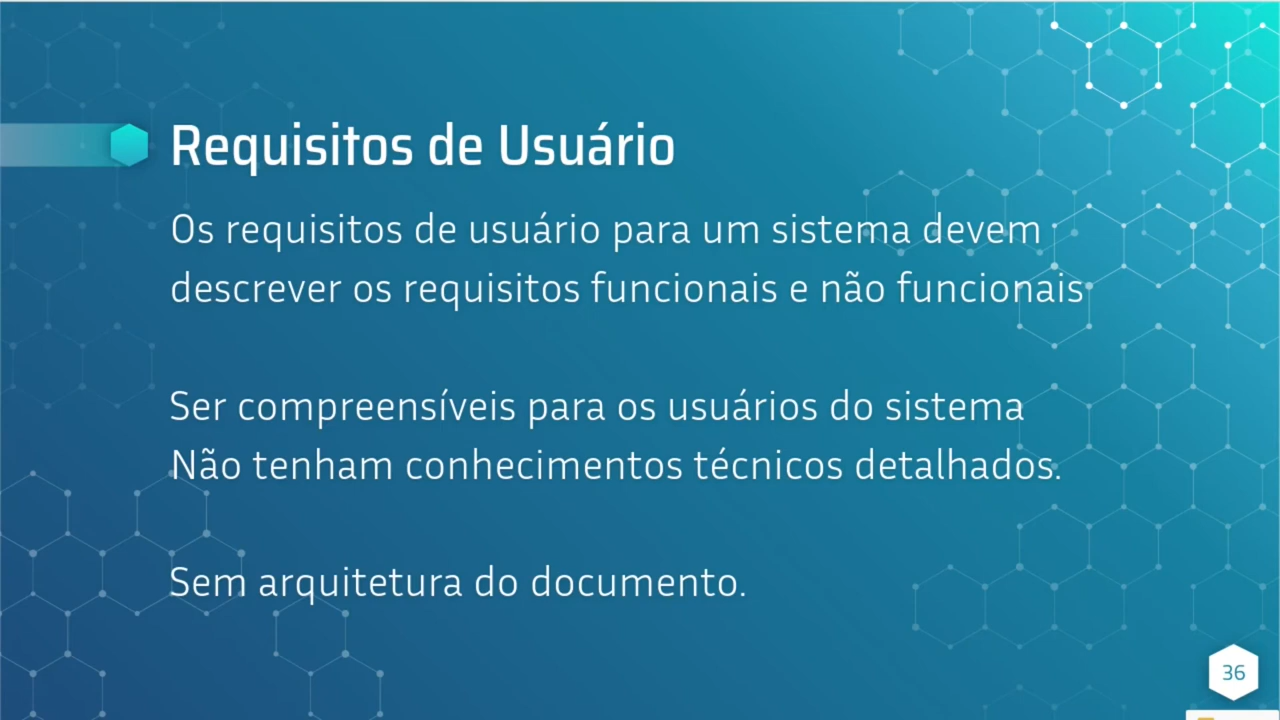 Requisitos de Usuário
Os requisitos de usuário para um sistema devem
descrever os requisitos funcionais e não funcionais
Ser compreensíveis para os usuários do sistema
Não tenham conhecimentos técnicos detalhados.
Sem arquitetura do documento.
36